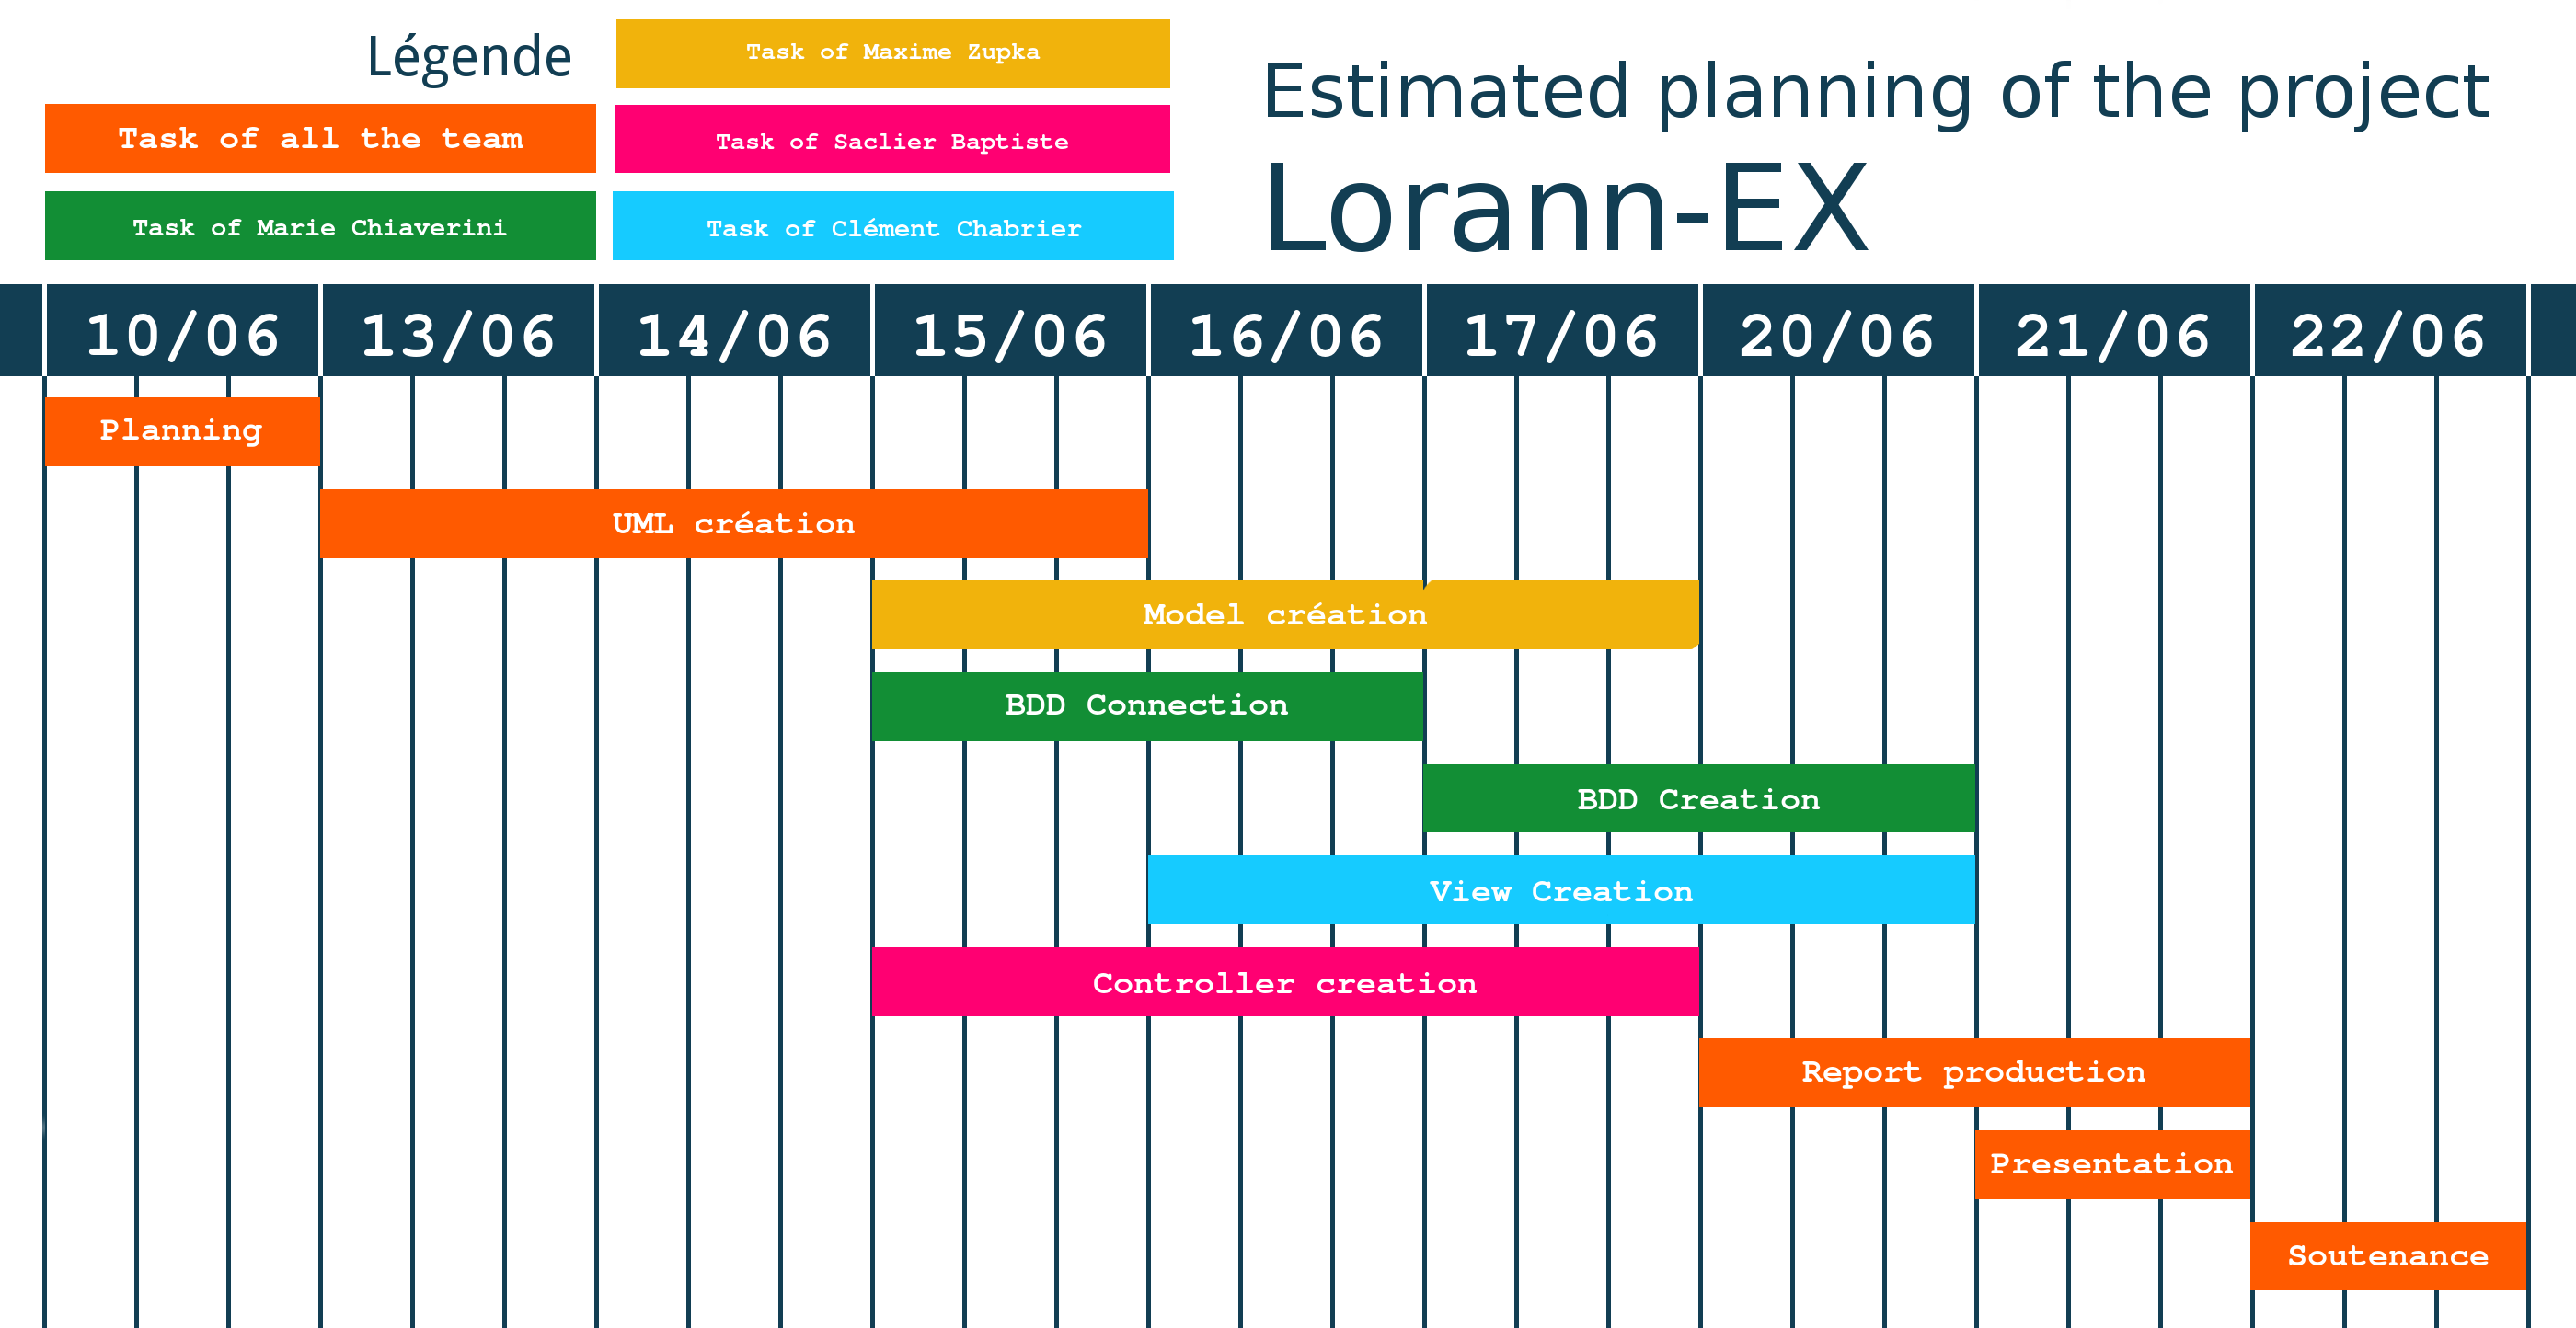 Légende
Task of Maxime Zupka
Task of all the team
Task of Saclier Baptiste
Task of Marie Chiaverini
Task of Clément Chabrier
Estimated planning of the project
Lorann-EX
10/06 13/06 14/06 15/06 16/06 17/06 20/06 21/06 22/06
Planning
UML création
Model création
BDD Connection
BDD Creation
View Creation
Controller creation
Report production
Presentation
Soutenance